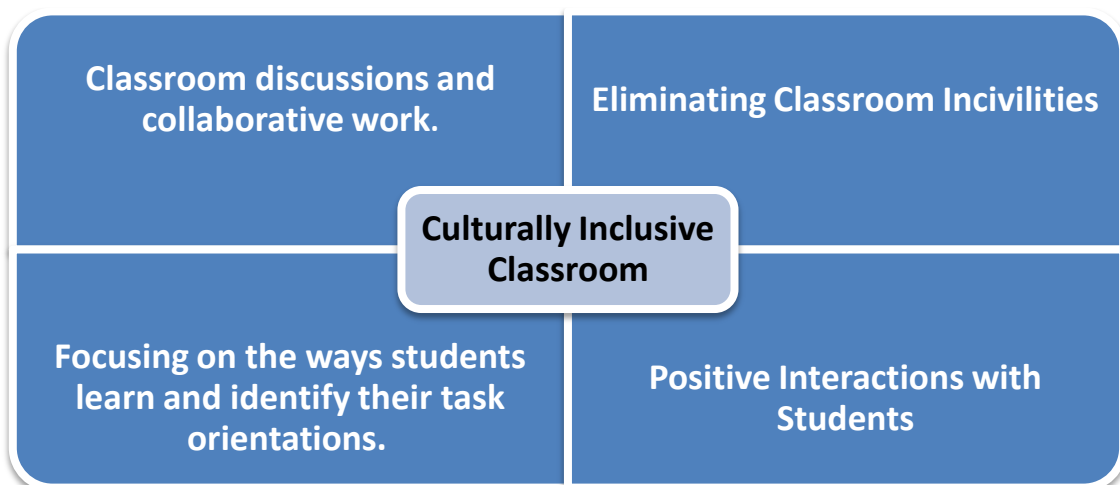 Classroom discussions and
collaborative work.
Eliminating Classroom Incivilities
Culturally Inclusive
Classroom
Focusing on the ways students
learn and identify their task
orientations.
Positive Interactions with
Students